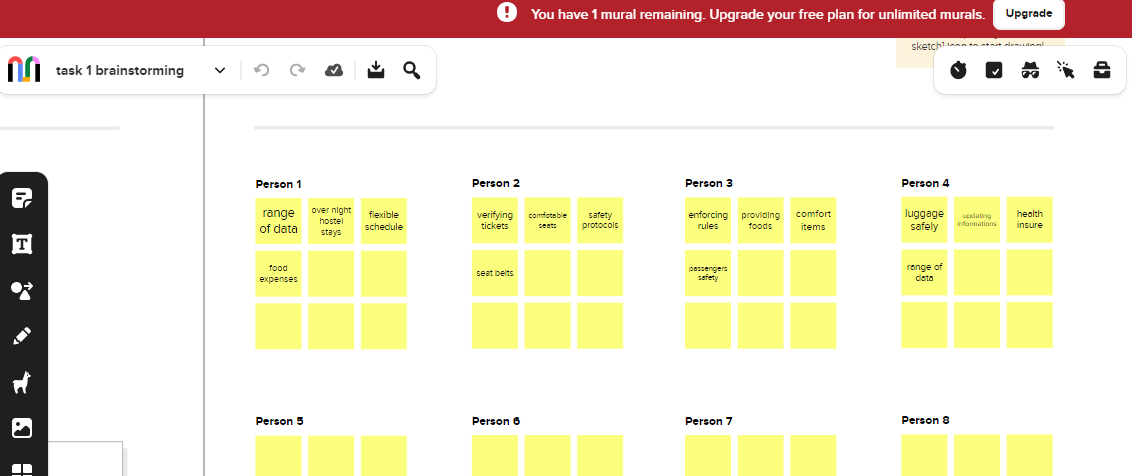 You have 1 mural remaining. Upgrade your free plan for unlimited murals.
Upgrade
sketch] icon to start drawing!
task 1 brainstorming
Person 1
range
of data
over night
hostel
stays
flexible
schedule
food
expenses
Person 2
verifying
tickets
comfotable
seats
safety
protocols
seat belts
Person 3
enforcing
rules
providing
foods
comfort
items
passengers
safety
Person 4
luggage
safely
updating
informations
health
insure
range of
data
Person 5
Person 6
Person 7
Person 8